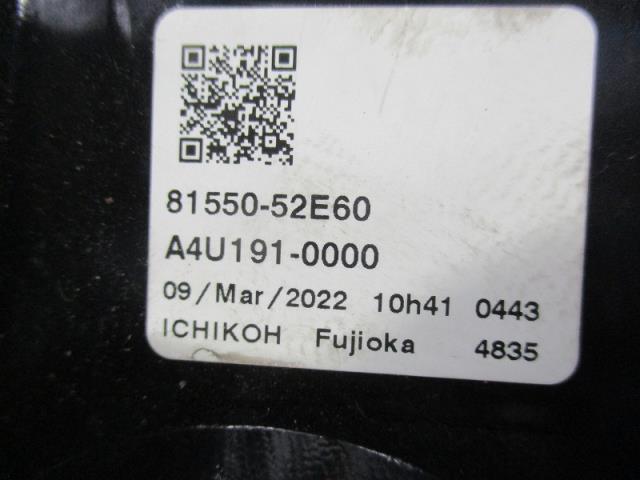 81550-52E60
A4U191-0000
09/Mar/2022 10h41 0443
ICHIKOH Fujioka 4835